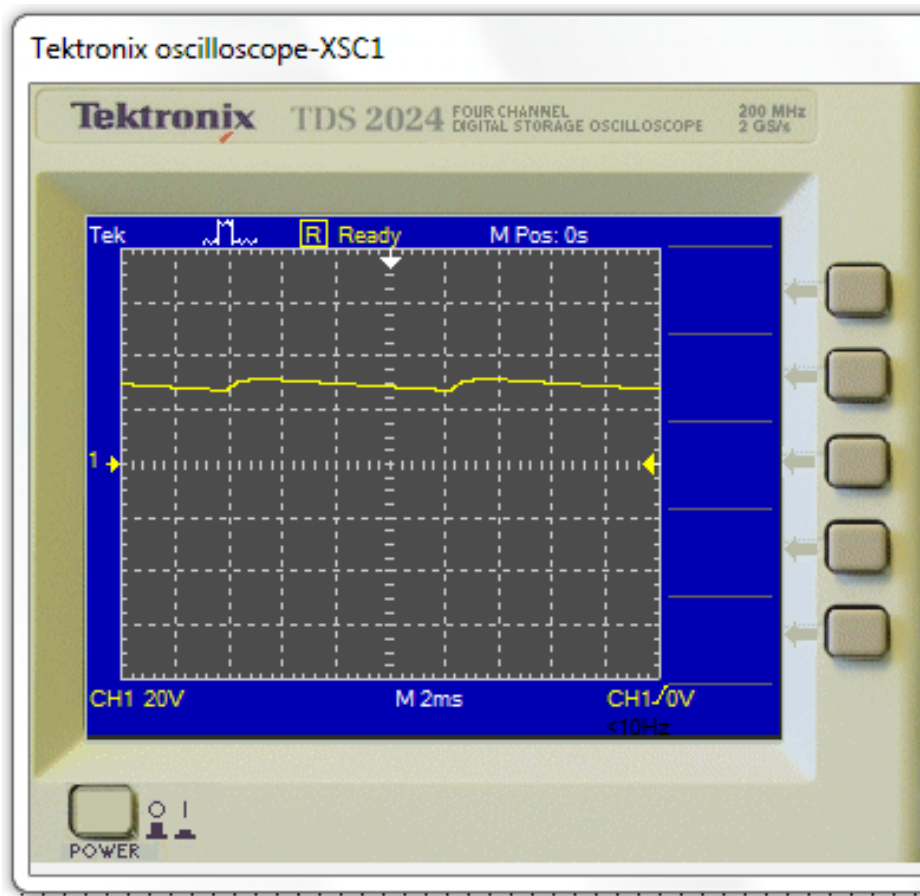 Tektronix oscilloscope-XSC1
Tektronix TDS 2024 FOUR CHANNEL 200 MHz
DIGITAL STORAGE OSCILLOSCOPE 2 GS/s
Tek R Ready M Pos: 0s
1
CH1 20V M 2ms CH1/0V
<10Hz
POWER